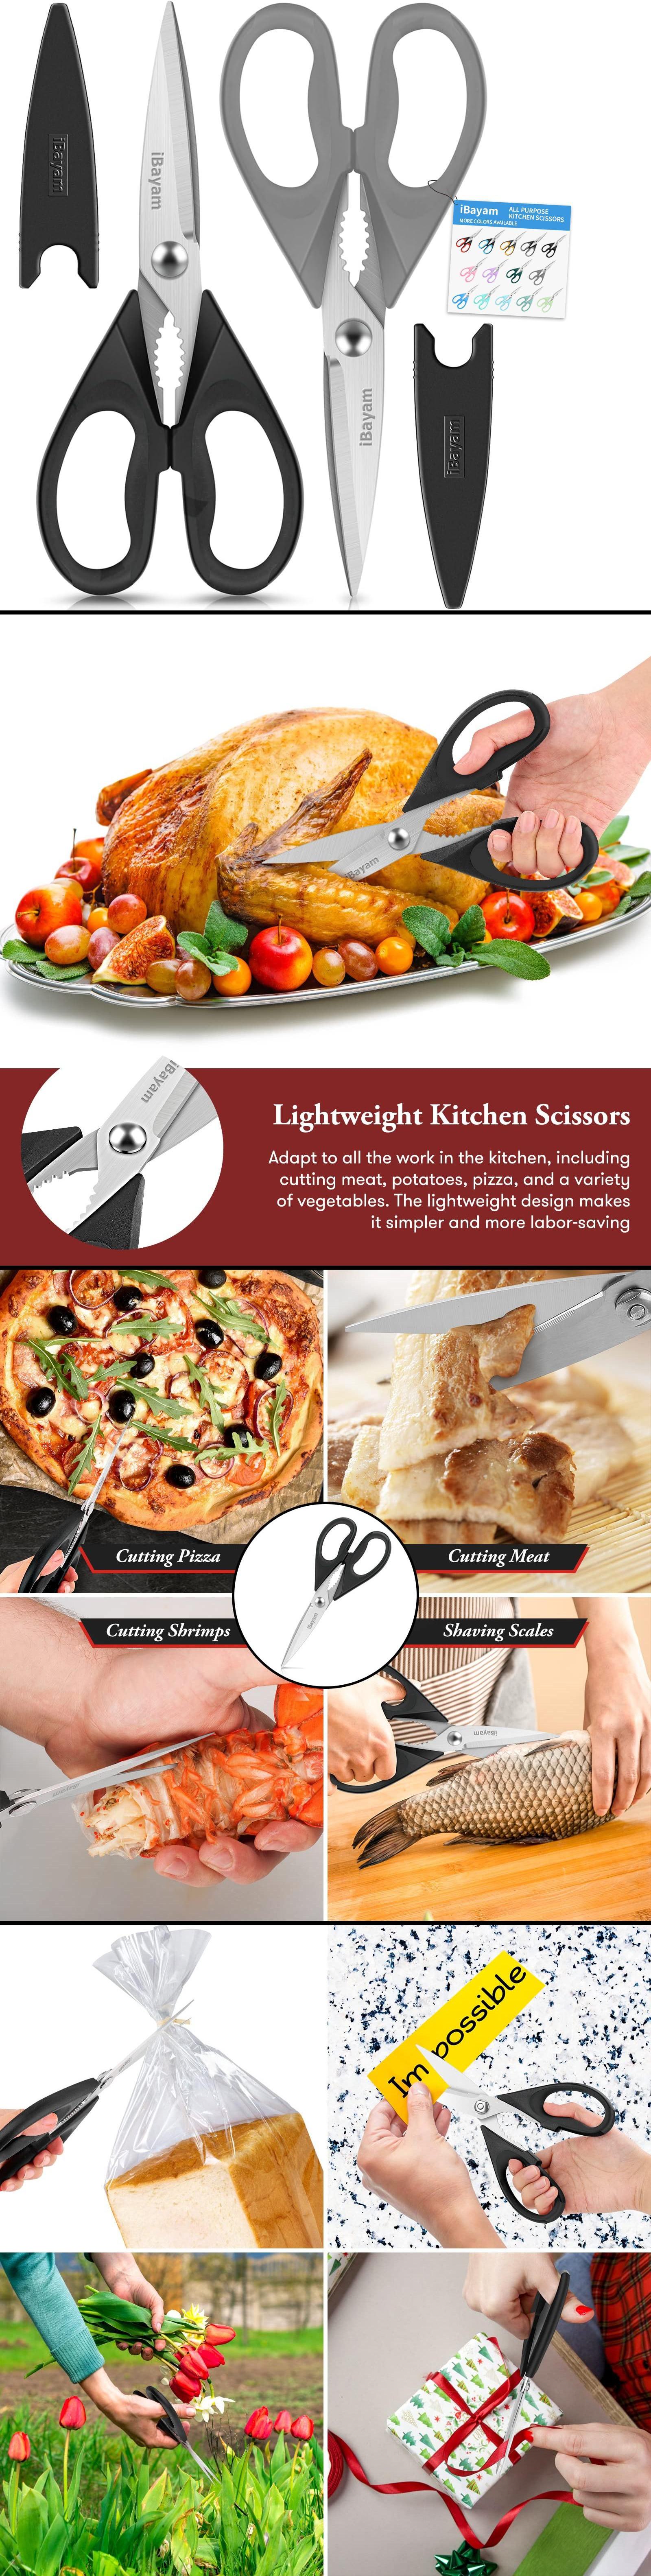 iBayam
iBayam
iBayam
ALL PURPOSE
KITCHEN SCISSORS
MORE COLORS AVAILABLE
iBayam
iBayam
iBayam
iBayam
Lightweight Kitchen Scissors
Adapt to all the work in the kitchen, including
cutting meat, potatoes, pizza, and a variety
of vegetables. The lightweight design makes
it simpler and more labor-saving
Cutting Pizza
Cutting Meat
iBayam
Cutting Shrimps
Shaving Scales
iBayam
Impossible